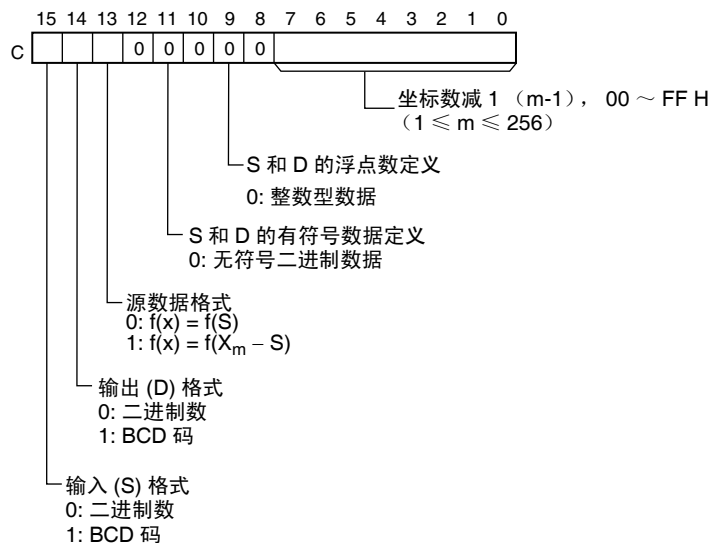 15 14 13 12 11 10 9 8 7 6 5 4 3 2 1 0
C 0 0 0 0 0
坐标数减 1 （m-1）， 00 ～ FF H
（1 ≦ m ≦ 256）
S 和 D 的浮点数定义
0: 整数型数据
S 和 D 的有符号数据定义
0: 无符号二进制数据
源数据格式
0: f(x) = f(S)
1: f(x) = f(Xm – S)
输出 (D) 格式
0: 二进制数
1: BCD 码
输入 (S) 格式
0: 二进制数
1: BCD 码